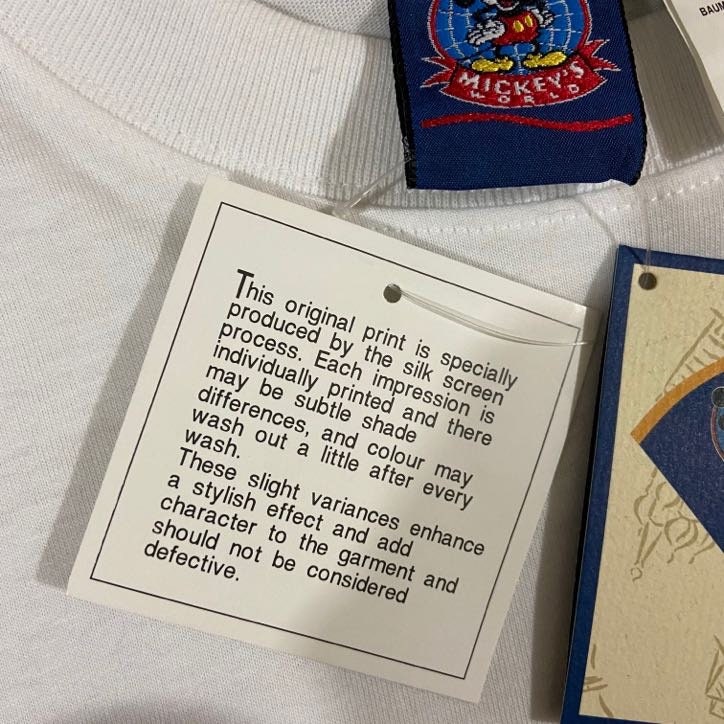 BAUM
MICKEY'S
WORLD
This original print is specially
produced by the silk screen
process. Each impression is
individually printed and there
may be subtle shade
differences, and colour may
wash out a little after every
wash.
These slight variances enhance
a stylish effect and add
character to the garment and
should not be considered
defective.